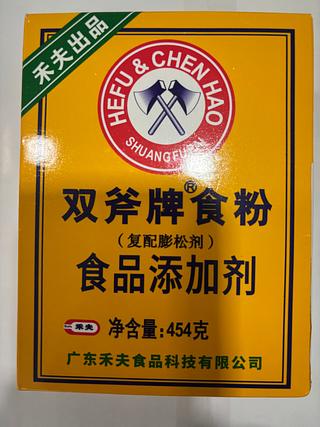 禾夫出品
HEFU & CHEN HAO
双斧牌®食粉
(复配膨松剂)
食品添加剂
禾夫
净含量:454克
广东禾夫食品科技有限公司